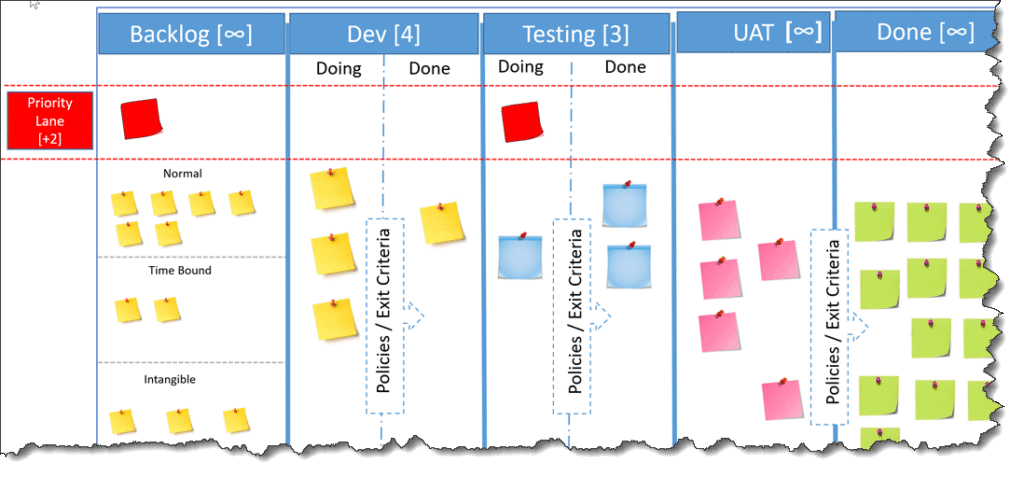 Backlog [∞]
Dev [4]
Testing [3]
UAT [∞]
Done [∞]
Doing
Done
Doing
Done
Priority
Lane
[+2]
Normal
Time Bound
Intangible
Policies / Exit Criteria
Policies / Exit Criteria
Policies / Exit Criteria